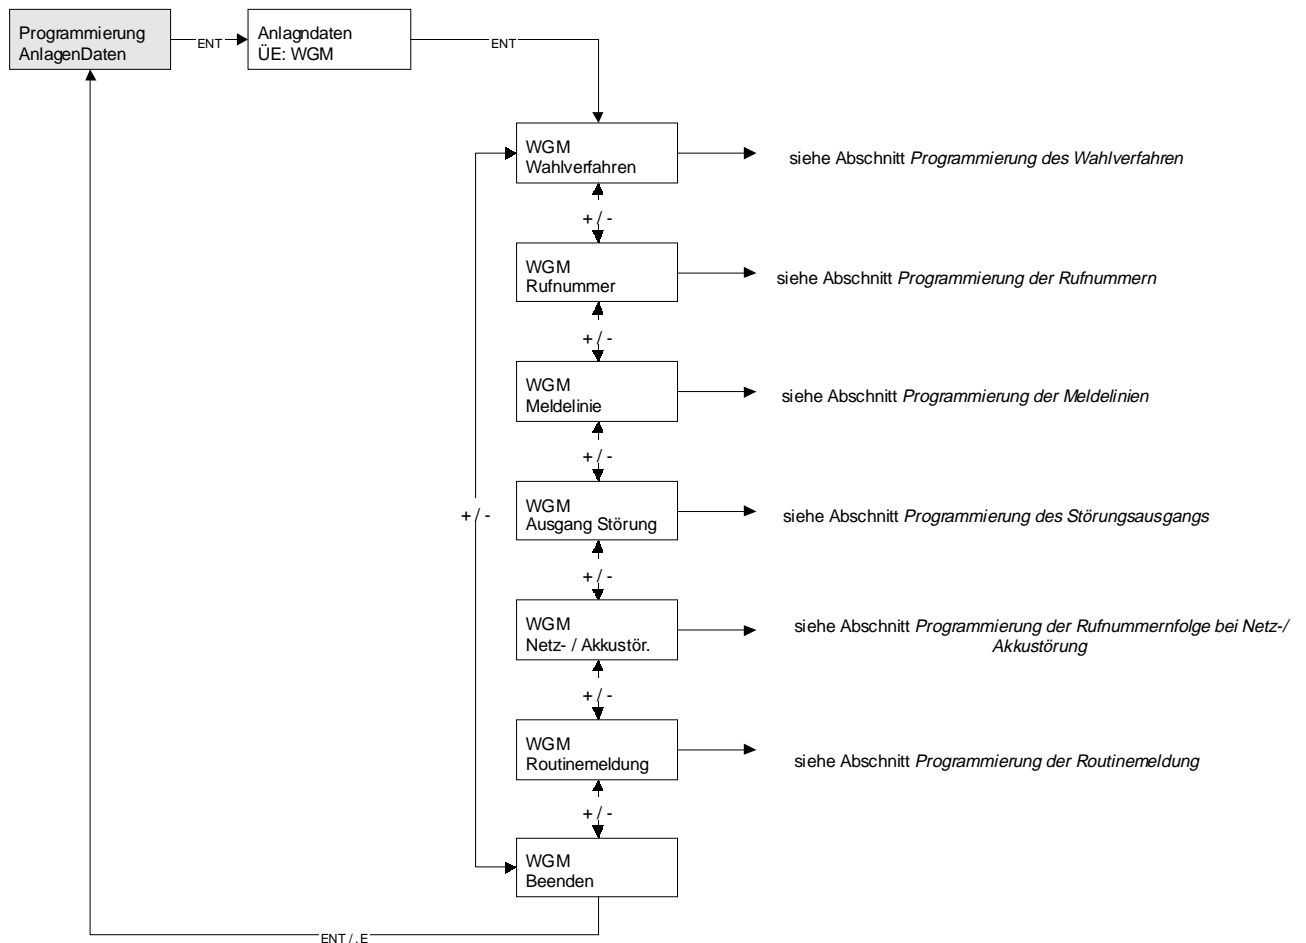 Programmierung
AnlagenDaten
ENT
Anlagndaten
ÜE: WGM
ENT
WGM
Wahlverfahren
siehe Abschnitt Programmierung des Wahlverfahren
+ / -
WGM
Rufnummer
siehe Abschnitt Programmierung der Rufnummern
+ / -
WGM
Meldelinie
siehe Abschnitt Programmierung der Meldelinien
+ / -
+ / -
WGM
Ausgang Störung
siehe Abschnitt Programmierung des Störungsausgangs
+ / -
WGM
Netz- / Akkustör.
siehe Abschnitt Programmierung der Rufnummernfolge bei Netz-/
Akkustörung
+ / -
WGM
Routinemeldung
siehe Abschnitt Programmierung der Routinemeldung
+ / -
WGM
Beenden
ENT / .E